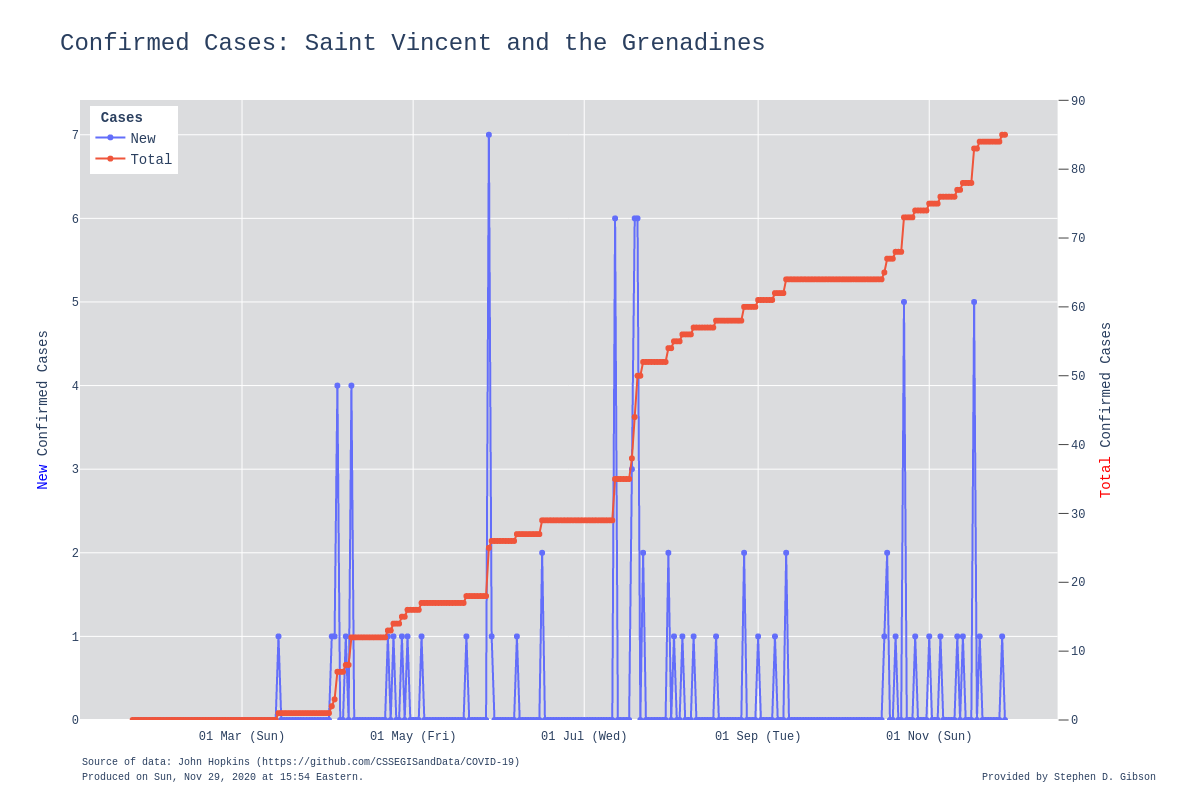 Confirmed Cases: Saint Vincent and the Grenadines
Cases
New
Total
7
6
5
4
3
2
1
0
New Confirmed Cases
90
80
70
60
50
40
30
20
10
0
Total Confirmed Cases
01 Mar (Sun)
01 May (Fri)
01 Jul (Wed)
01 Sep (Tue)
01 Nov (Sun)
Source of data: John Hopkins (https://github.com/CSSEGISandData/COVID-19)
Produced on Sun, Nov 29, 2020 at 15:54 Eastern.
Provided by Stephen D. Gibson